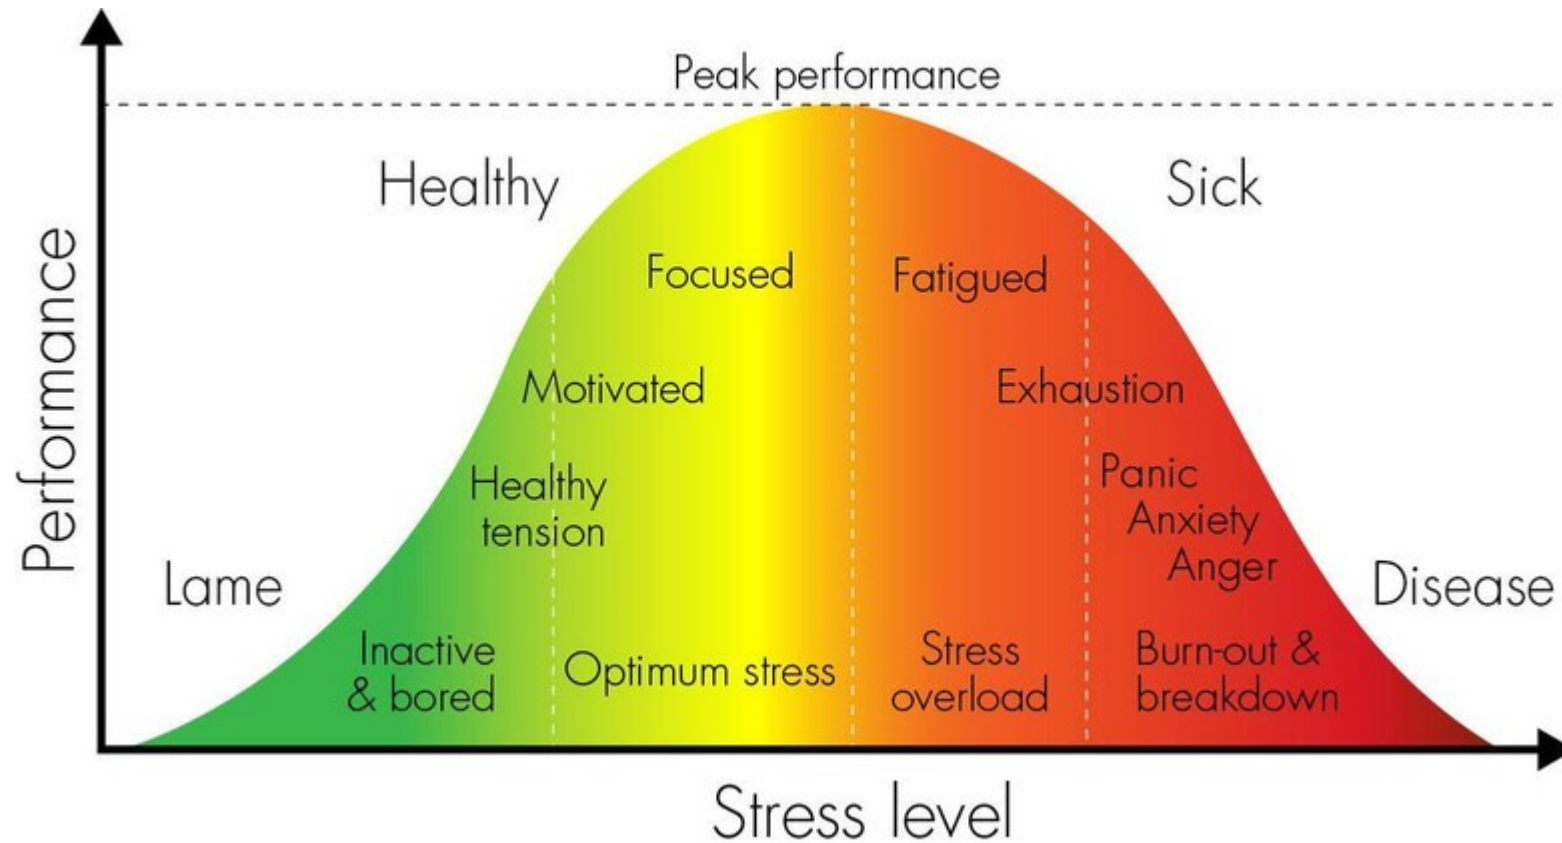 Peak performance
Healthy
Sick
Focused
Fatigued
Performance
Motivated
Exhaustion
Healthy
tension
Panic
Anxiety
Anger
Lame
Disease
Inactive
& bored
Optimum stress
Stress
overload
Burn-out &
breakdown
Stress level